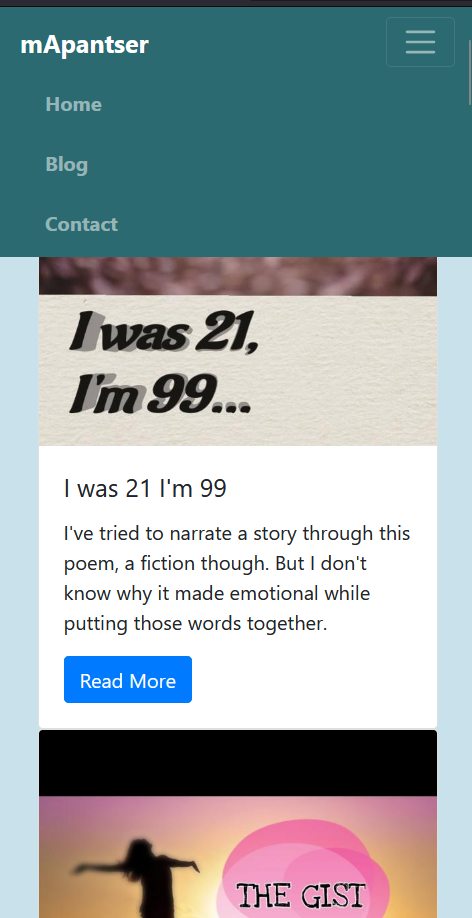 mApantser
Home
Blog
Contact
I was 21,
I'm 99...
I was 21 I'm 99
I've tried to narrate a story through this
poem, a fiction though. But I don't
know why it made emotional while
putting those words together.
Read More
THE GIST